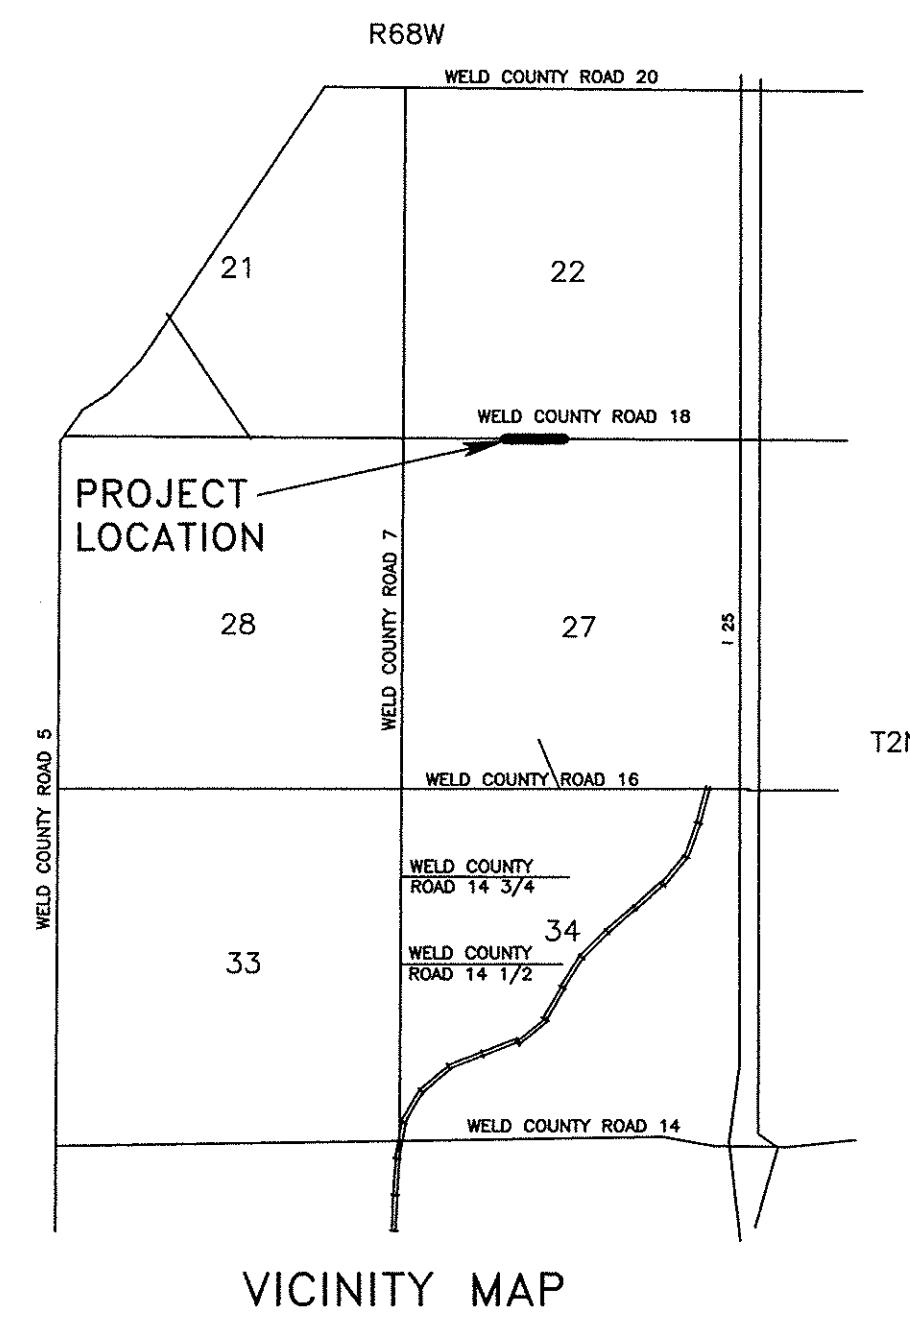 R68W
WELD COUNTY ROAD 20
21
22
WELD COUNTY ROAD 18
PROJECT
LOCATION
WELD COUNTY ROAD 7
28
27
I 25
WELD COUNTY ROAD 5
WELD COUNTY ROAD 16
WELD COUNTY
ROAD 14 3/4
34
WELD COUNTY
ROAD 14 1/2
33
WELD COUNTY ROAD 14
VICINITY MAP